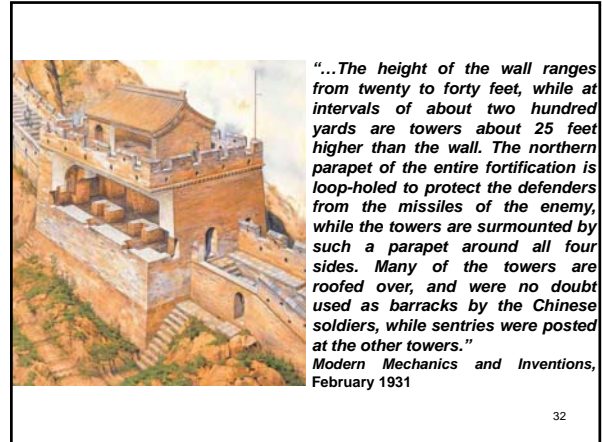 “…The height of the wall ranges
from twenty to forty feet, while at
intervals of about two hundred
yards are towers about 25 feet
higher than the wall. The northern
parapet of the entire fortification is
loop-holed to protect the defenders
from the missiles of the enemy,
while the towers are surmounted by
such a parapet around all four
sides. Many of the towers are
roofed over, and were no doubt
used as barracks by the Chinese
soldiers, while sentries were posted
at the other towers.”
Modern Mechanics and Inventions,
February 1931
32